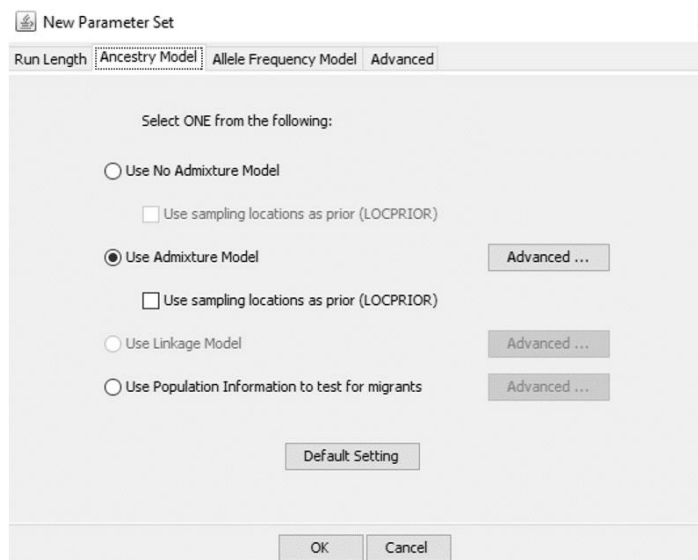 New Parameter Set
Run Length Ancestry Model Allele Frequency Model Advanced
Select ONE from the following:
Use No Admixture Model
Use sampling locations as prior (LOCPRIOR)
Use Admixture Model Advanced ...
Use sampling locations as prior (LOCPRIOR)
Use Linkage Model Advanced ...
Use Population Information to test for migrants Advanced ...
Default Setting
OK Cancel